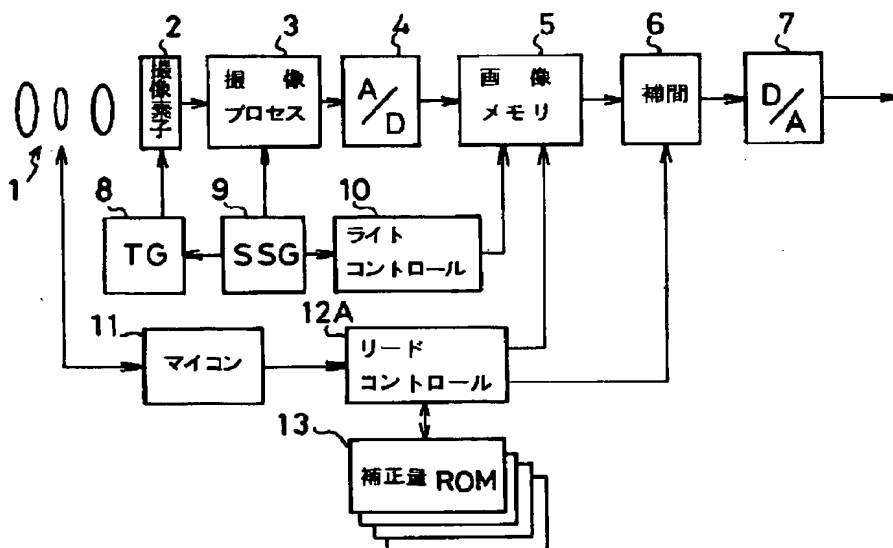 2
3
4
5
6
7
撮像素子
撮像
プロセス
A/D
画像
メモリ
補間
D/A
1
8
9
10
TG
SSG
ライト
コントロール
11
12A
マイコン
リード
コントロール
13
補正量 ROM